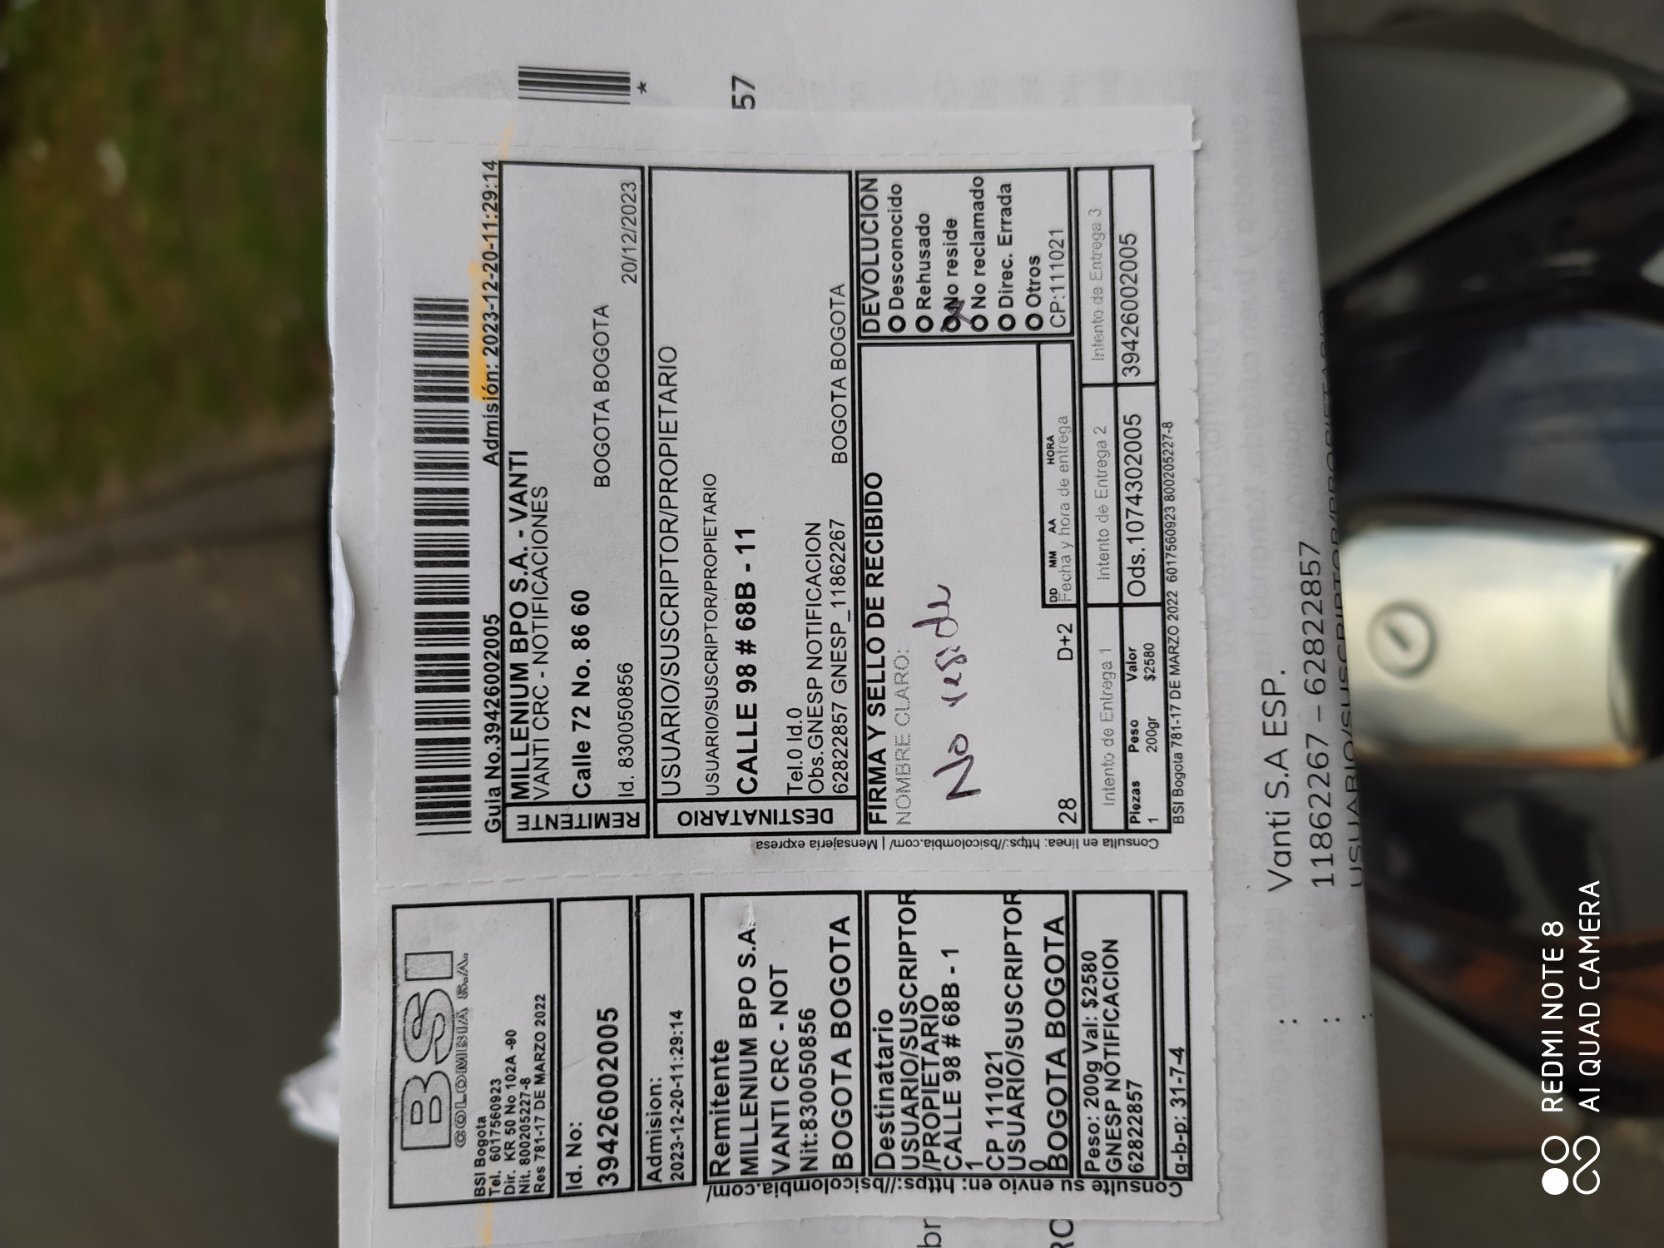 BSI
COLOMBIA S.A.
BSI Bogota
Tel. 6017560923
Dir. KR 50 No 102A -90
Nit. 800205227-8
Res 781-17 DE MARZO 2022
Id. No:
39426002005
Admision:
2023-12-20-11:29:14
Remitente
MILLENIUM BPO S.A.
VANTI CRC - NOT
Nit:830050856
BOGOTA BOGOTA
Destinatario
USUARIO/SUSCRIPTOR
/PROPIETARIO
CALLE 98 # 68B - 1
1
CP 111021
USUARIO/SUSCRIPTOR
0
BOGOTA BOGOTA
Peso: 200g Val: $2580
GNESP NOTIFICACION
62822857
q-b-p: 31-7-4
Consulte su envio en: https://bsicolombia.com/
Guia No.39426002005 Admisión: 2023-12-20-11:29:14
REMITENTE
MILLENIUM BPO S.A. - VANTI
VANTI CRC - NOTIFICACIONES
Calle 72 No. 86 60
BOGOTA BOGOTA
Id. 830050856 20/12/2023
DESTINATARIO
USUARIO/SUSCRIPTOR/PROPIETARIO
USUARIO/SUSCRIPTOR/PROPIETARIO
CALLE 98 # 68B - 11
Tel.0 Id.0
Obs.GNESP NOTIFICACION
62822857 GNESP_11862267 BOGOTA BOGOTA
FIRMA Y SELLO DE RECIBIDO
NOMBRE CLARO:
No reside
28 D+2
DD MM AA HORA
Fecha y hora de entrega
DEVOLUCION
Desconocido
Rehusado
No reside
No reclamado
Direc. Errada
Otros
CP:111021
Intento de Entrega 1 Intento de Entrega 2 Intento de Entrega 3
Piezas Peso Valor
1 200gr $2580
Ods.1074302005 39426002005
BSI Bogota 781-17 DE MARZO 2022 6017560923 800205227-8
Consulta en linea: https://bsicolombia.com/ | Mensajeria expresa
*
57
: Vanti S.A ESP.
: 11862267 – 62822857
: USUARIO/SUSCRIPTOR/PROPIETARIO
REDMI NOTE 8
AI QUAD CAMERA